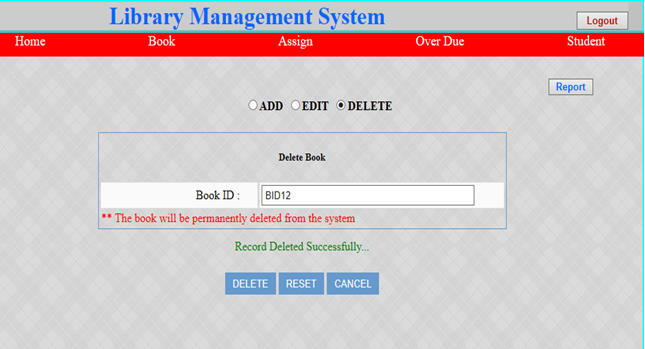 Library Management System
Logout
Home Book Assign Over Due Student
Report
ADD EDIT DELETE
Delete Book
Book ID : BID12
** The book will be permanently deleted from the system
Record Deleted Successfully...
DELETE RESET CANCEL